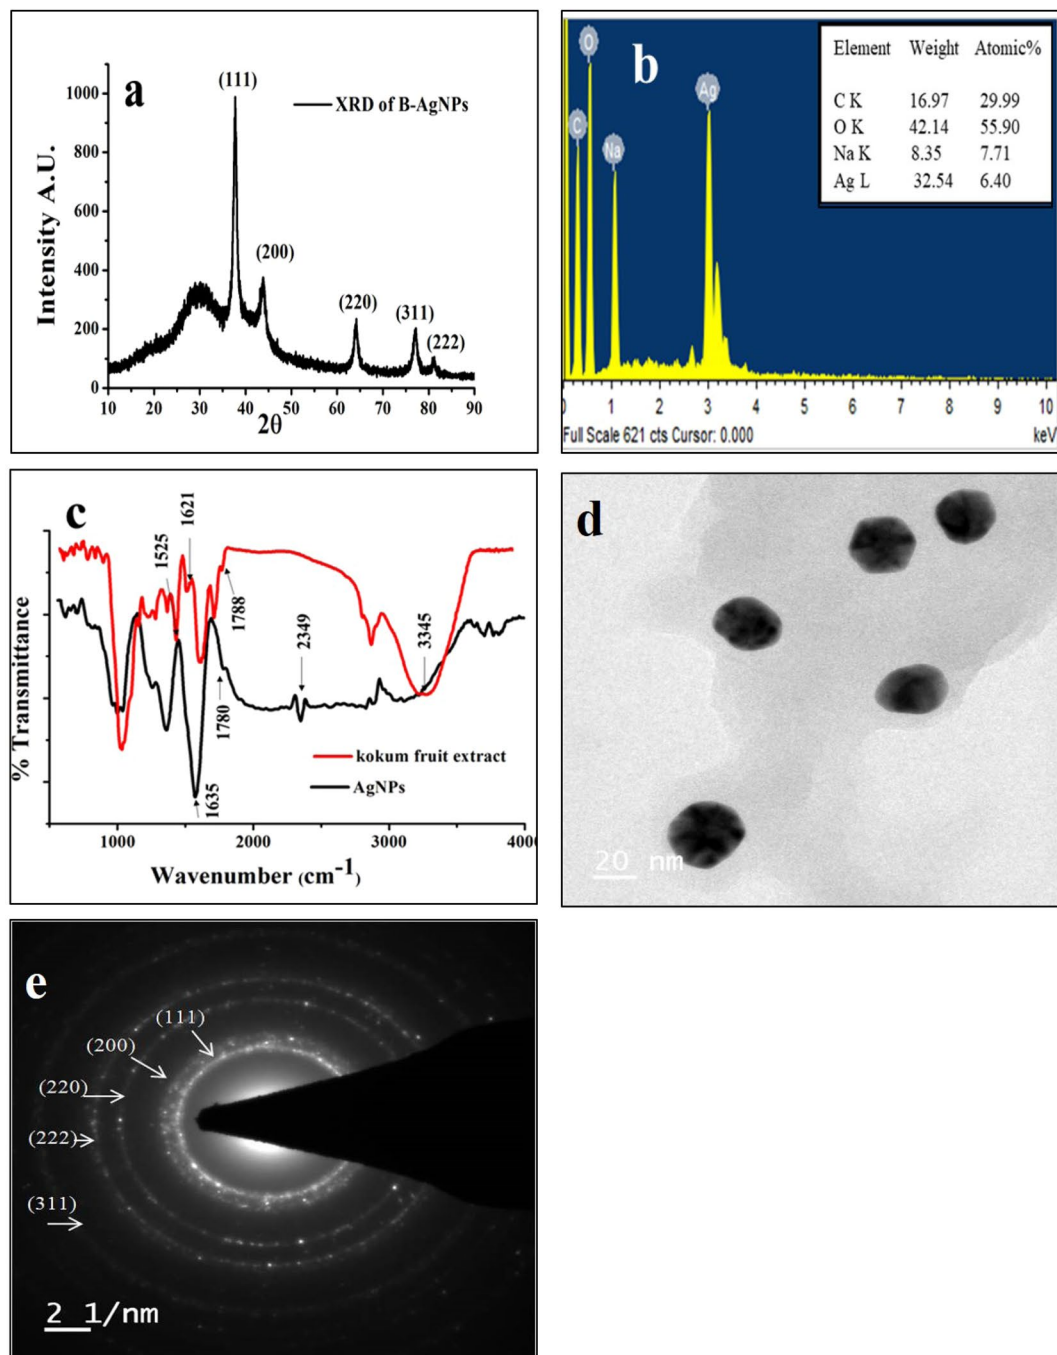 a
(111)
XRD of B-AgNPs
(200)
(220)
(311)
(222)
Intensity A.U.
1000
800
600
400
200
0
10 20 30 40 50 60 70 80 90
2θ
b
O
C
Na
Ag
Element Weight Atomic%
C K 16.97 29.99
O K 42.14 55.90
Na K 8.35 7.71
Ag L 32.54 6.40
0 1 2 3 4 5 6 7 8 9 10
Full Scale 621 cts Cursor: 0.000 keV
c
1525
1621
1788
2349
3345
1780
1635
kokum fruit extract
AgNPs
% Transmittance
1000 2000 3000 4000
Wavenumber (cm-1)
d
20 nm
e
(111)
(200)
(220)
(222)
(311)
2 1/nm